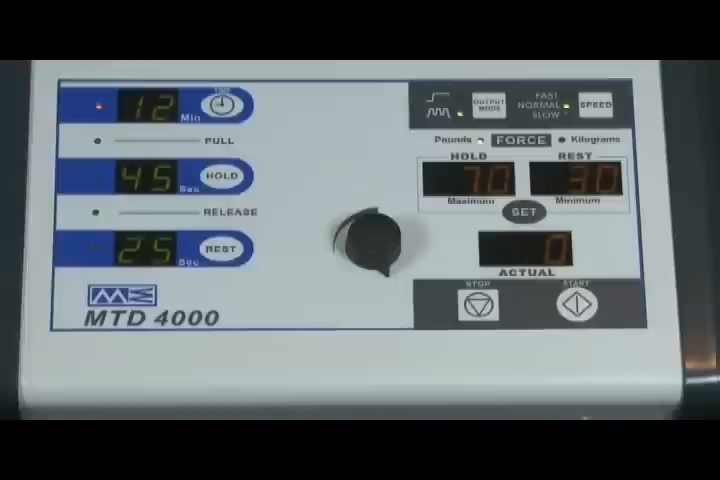 TIME
12 Min
PULL
45 Sec HOLD
RELEASE
25 Sec REST
MTD 4000
OUTPUT MODE
FAST
NORMAL
SLOW
SPEED
Pounds FORCE Kilograms
HOLD REST
70 30
Maximum Minimum
SET
0
ACTUAL
STOP START